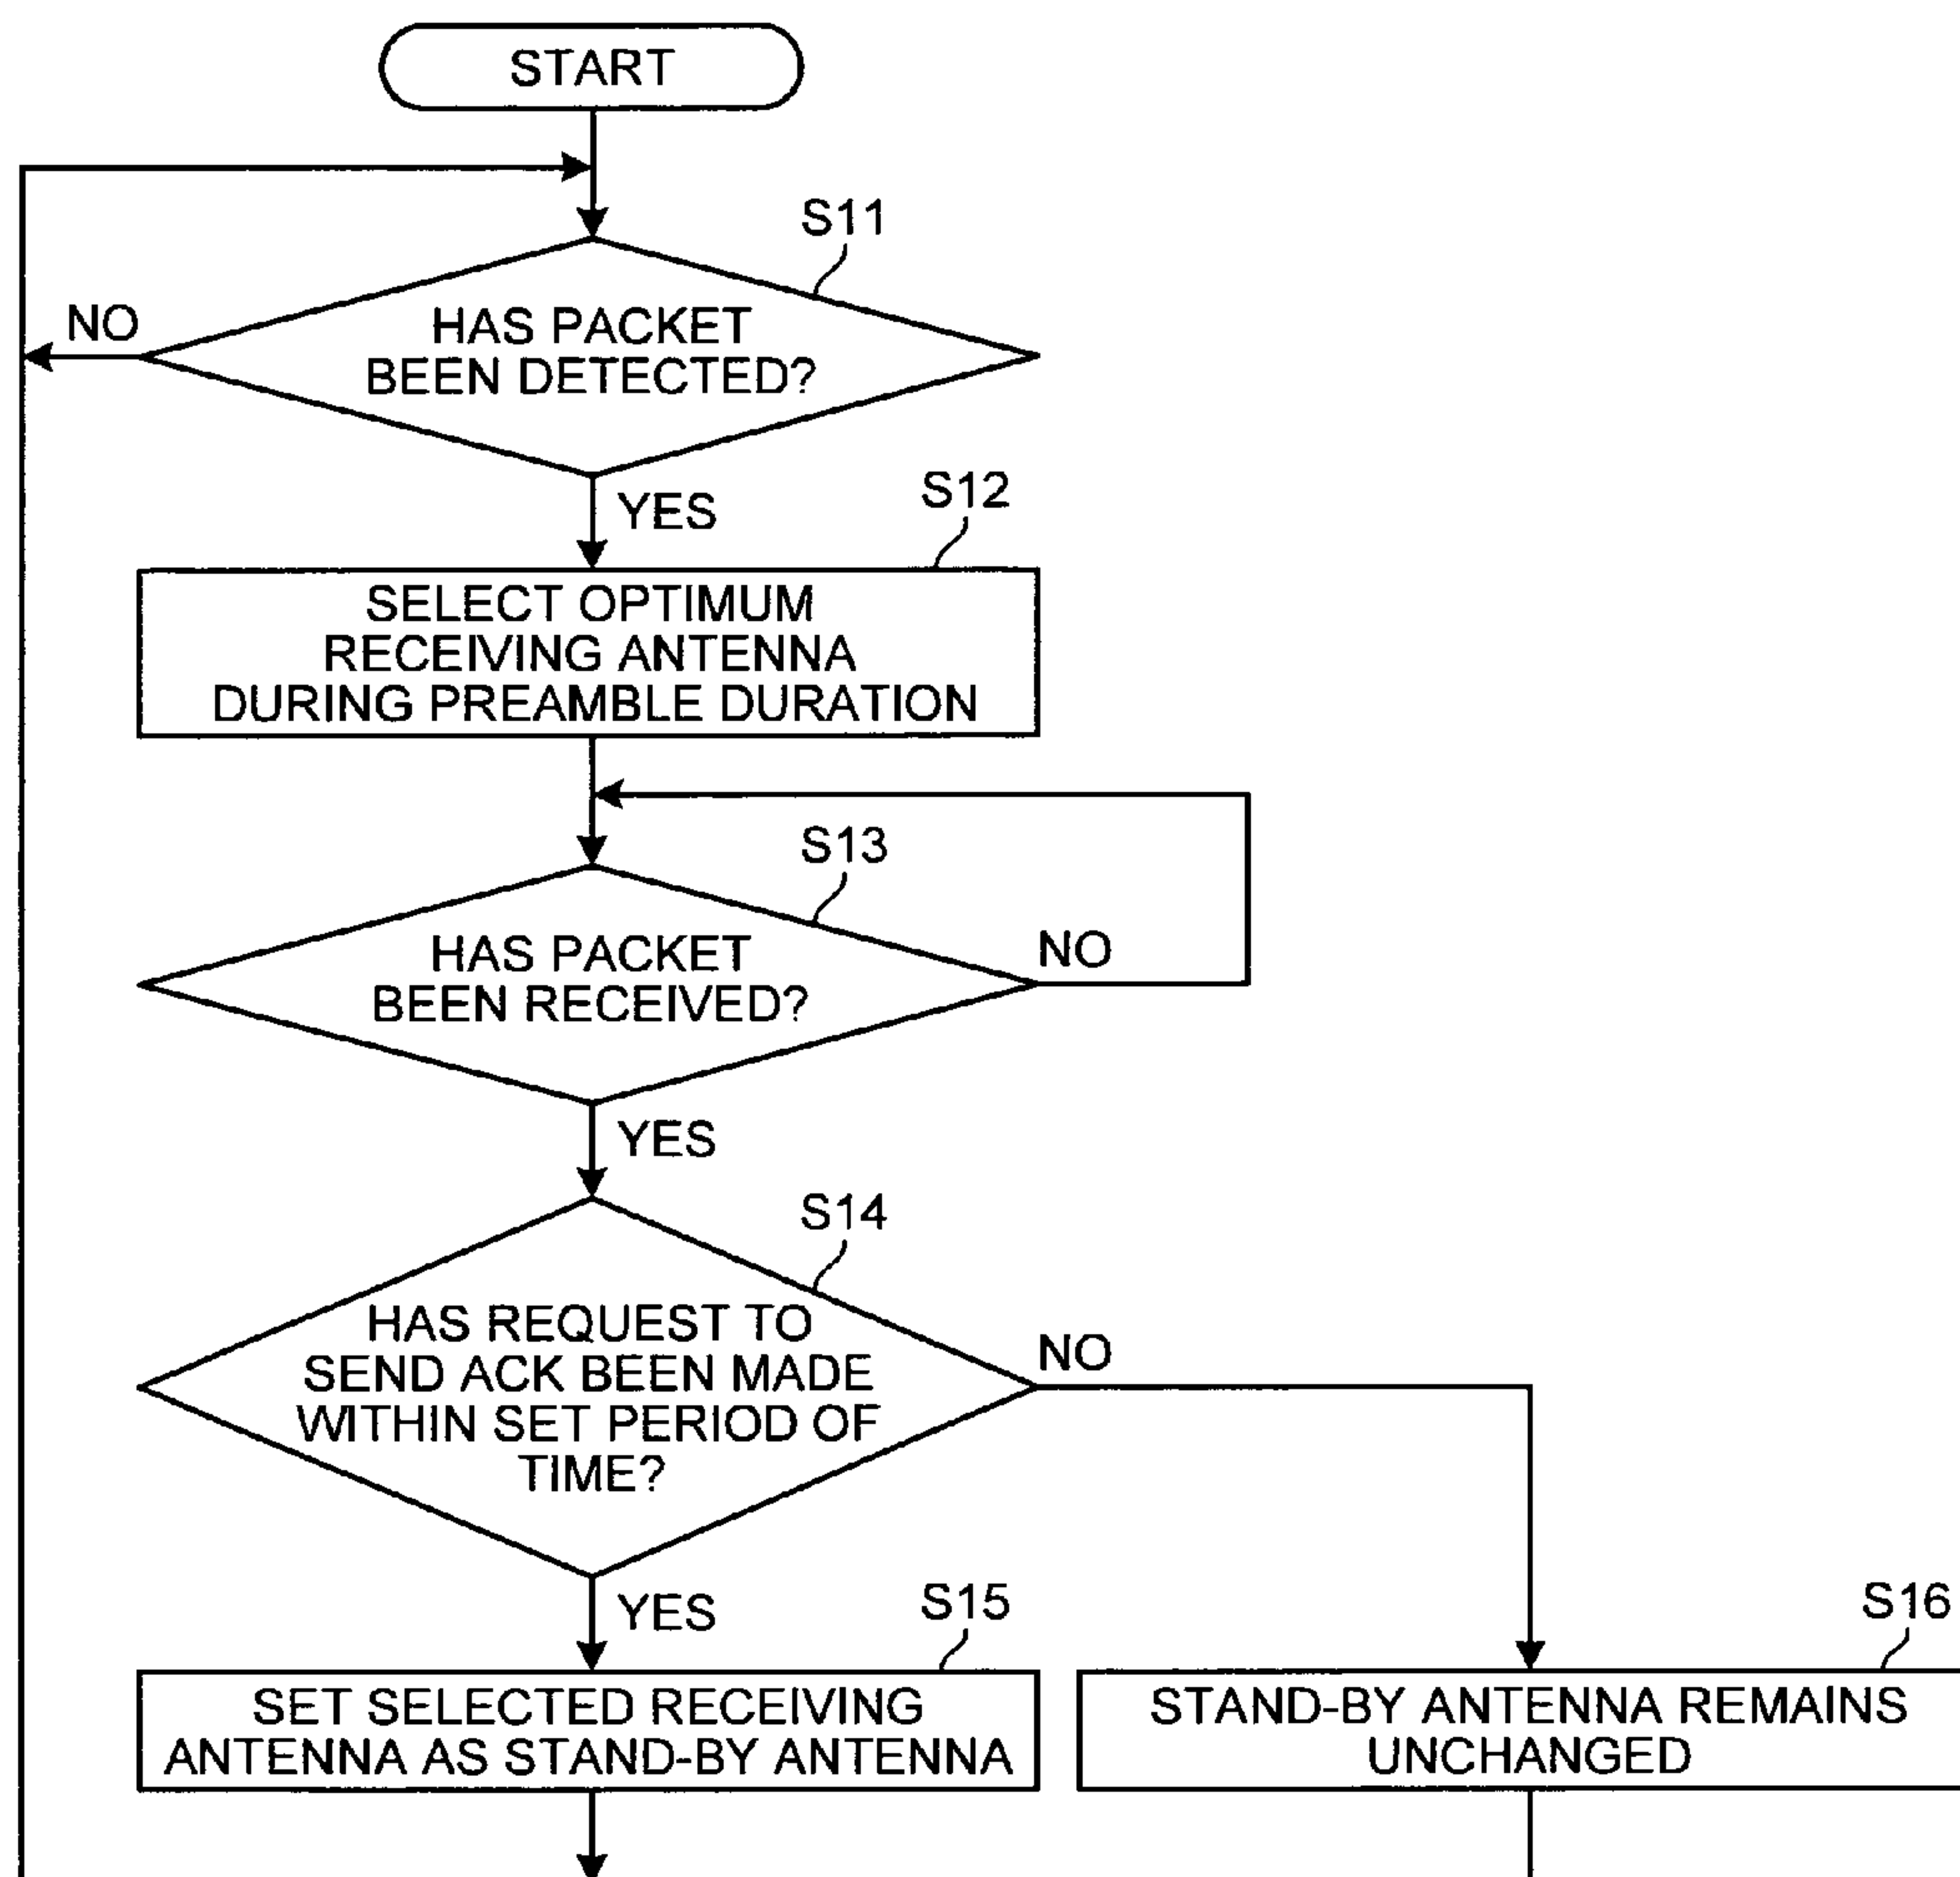 START
S11
NO
HAS PACKET
BEEN DETECTED?
YES
S12
SELECT OPTIMUM
RECEIVING ANTENNA
DURING PREAMBLE DURATION
S13
HAS PACKET
BEEN RECEIVED?
NO
YES
S14
HAS REQUEST TO
SEND ACK BEEN MADE
WITHIN SET PERIOD OF
TIME?
NO
YES
S15
S16
SET SELECTED RECEIVING
ANTENNA AS STAND-BY ANTENNA
STAND-BY ANTENNA REMAINS
UNCHANGED